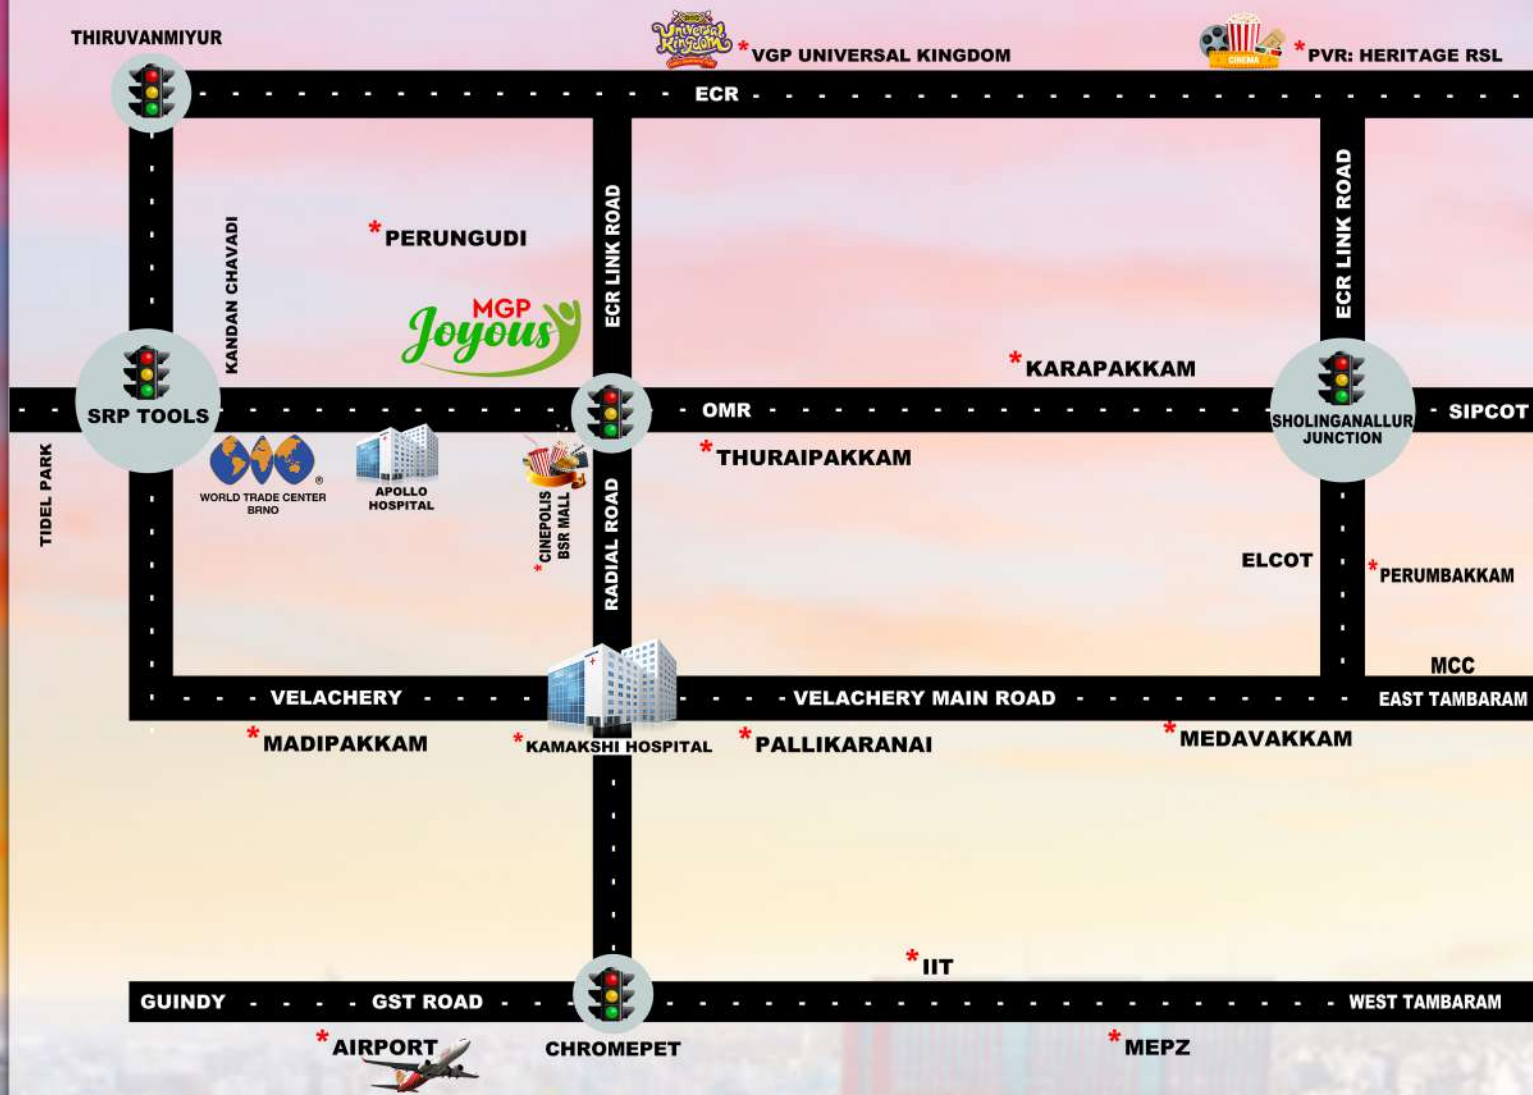 THIRUVANMIYUR
Universal
Kingdom
*VGP UNIVERSAL KINGDOM
CINEMA
*PVR: HERITAGE RSL
ECR
KANDAN CHAVADI
*PERUNGUDI
ECR LINK ROAD
ECR LINK ROAD
MGP
Joyous
*KARAPAKKAM
SRP TOOLS
OMR
SHOLINGANALLUR
JUNCTION
SIPCOT
TIDEL PARK
®
WORLD TRADE CENTER
BRNO
APOLLO
HOSPITAL
*CINEPOLIS
BSR MALL
RADIAL ROAD
*THURAIPAKKAM
ELCOT
*PERUMBAKKAM
MCC
VELACHERY
VELACHERY MAIN ROAD
EAST TAMBARAM
*MADIPAKKAM
*KAMAKSHI HOSPITAL
*PALLIKARANAI
*MEDAVAKKAM
*IIT
GUINDY
GST ROAD
WEST TAMBARAM
*AIRPORT
CHROMEPET
*MEPZ